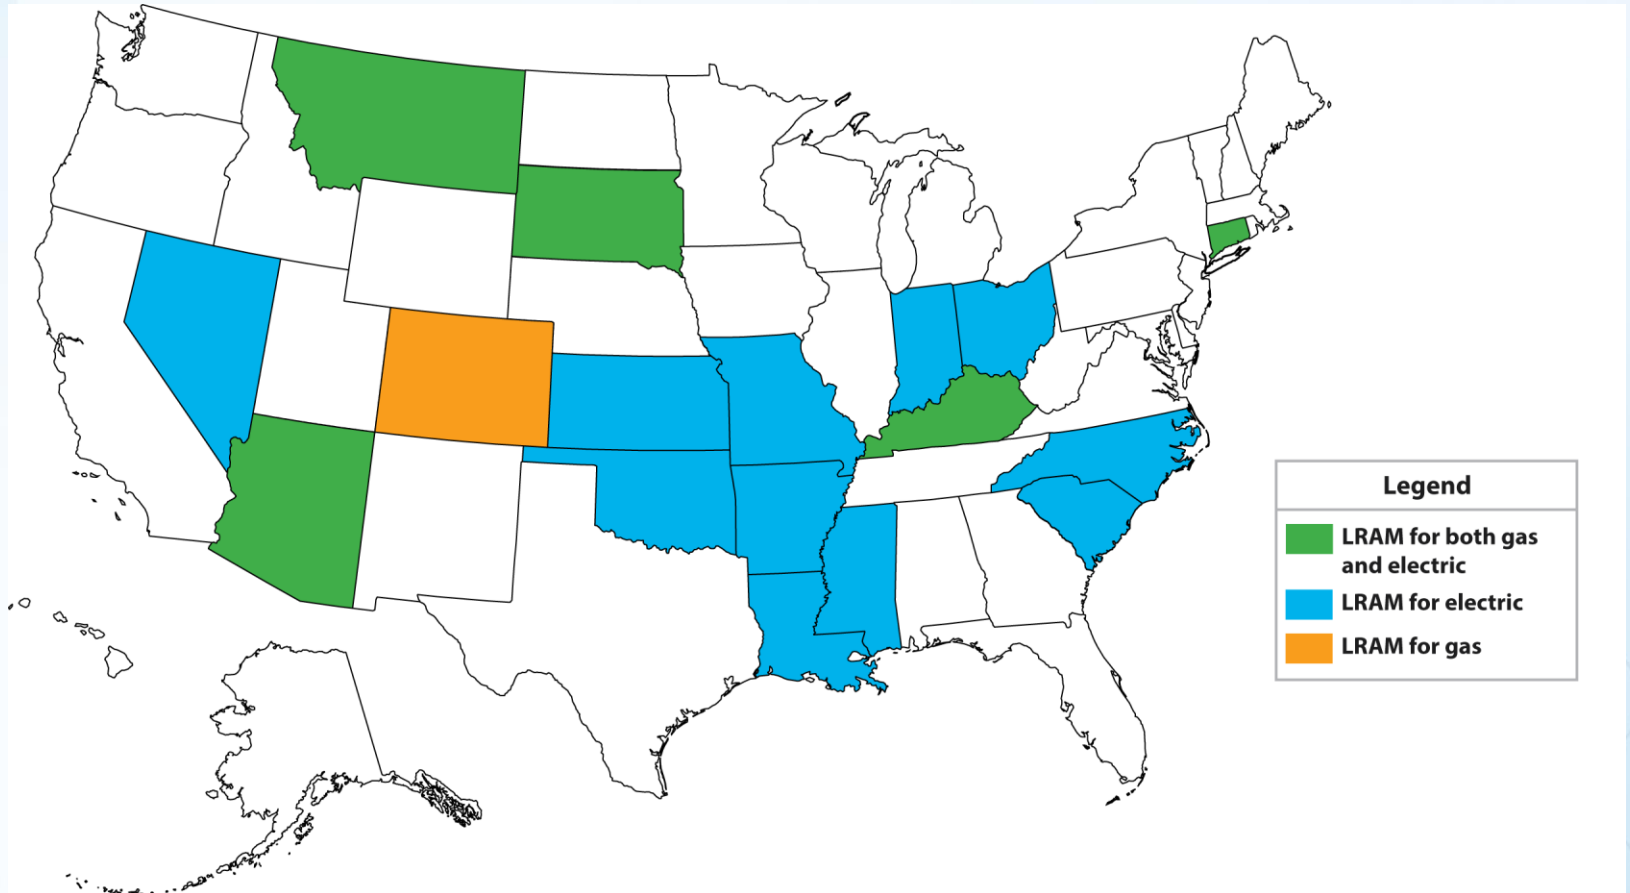 Legend
LRAM for both gas
and electric
LRAM for electric
LRAM for gas